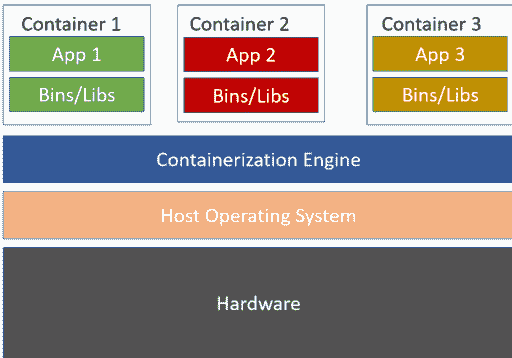 Container 1
Container 2
Container 3
App 1
App 2
App 3
Bins/Libs
Bins/Libs
Bins/Libs
Containerization Engine
Host Operating System
Hardware